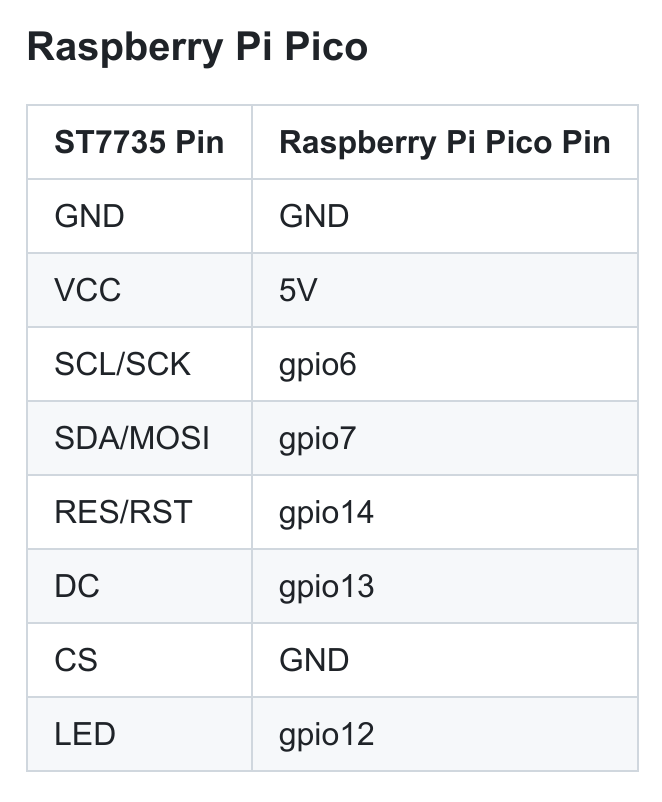 Raspberry Pi Pico
ST7735 Pin Raspberry Pi Pico Pin
GND GND
VCC 5V
SCL/SCK gpio6
SDA/MOSI gpio7
RES/RST gpio14
DC gpio13
CS GND
LED gpio12